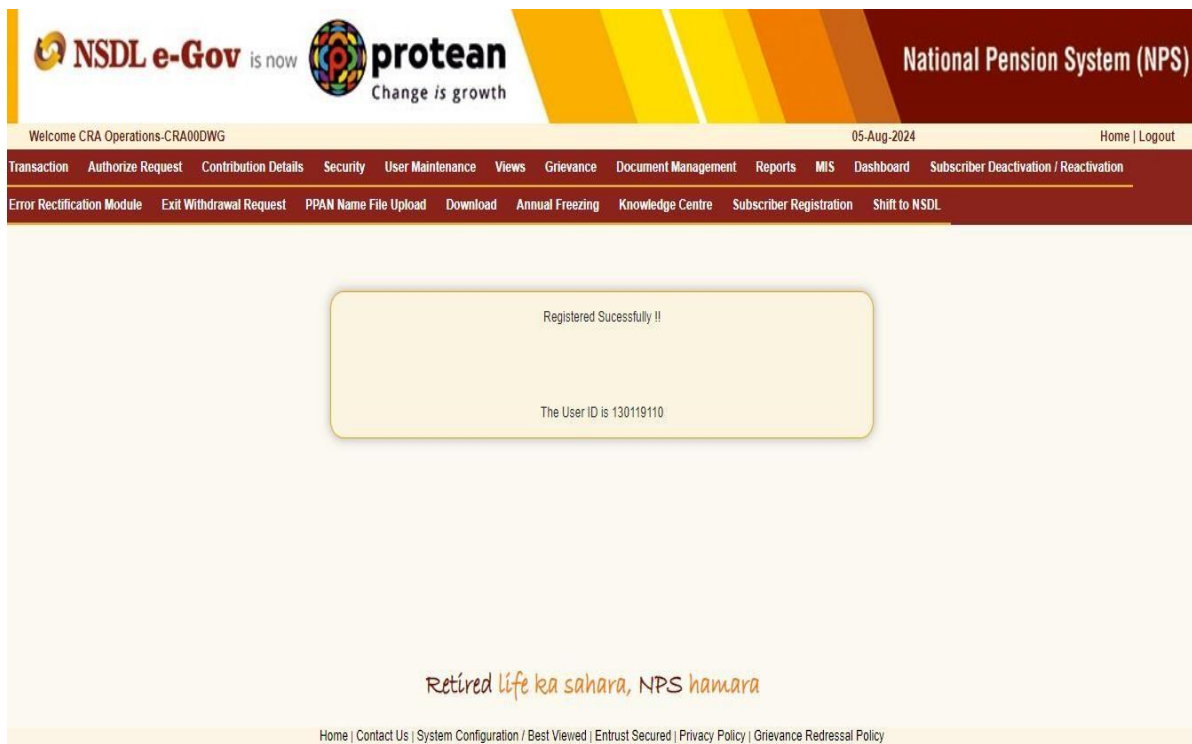 NSDL e-Gov is now protean
Change is growth
National Pension System (NPS)
Welcome CRA Operations-CRA00DWG 05-Aug-2024 Home | Logout
Transaction Authorize Request Contribution Details Security User Maintenance Views Grievance Document Management Reports MIS Dashboard Subscriber Deactivation / Reactivation
Error Rectification Module Exit Withdrawal Request PPAN Name File Upload Download Annual Freezing Knowledge Centre Subscriber Registration Shift to NSDL
Registered Sucessfully !!
The User ID is 130119110
Retired life ka sahara, NPS hamara
Home | Contact Us | System Configuration / Best Viewed | Entrust Secured | Privacy Policy | Grievance Redressal Policy